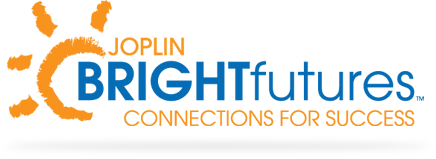 JOPLIN
BRIGHTfutures™
CONNECTIONS FOR SUCCESS